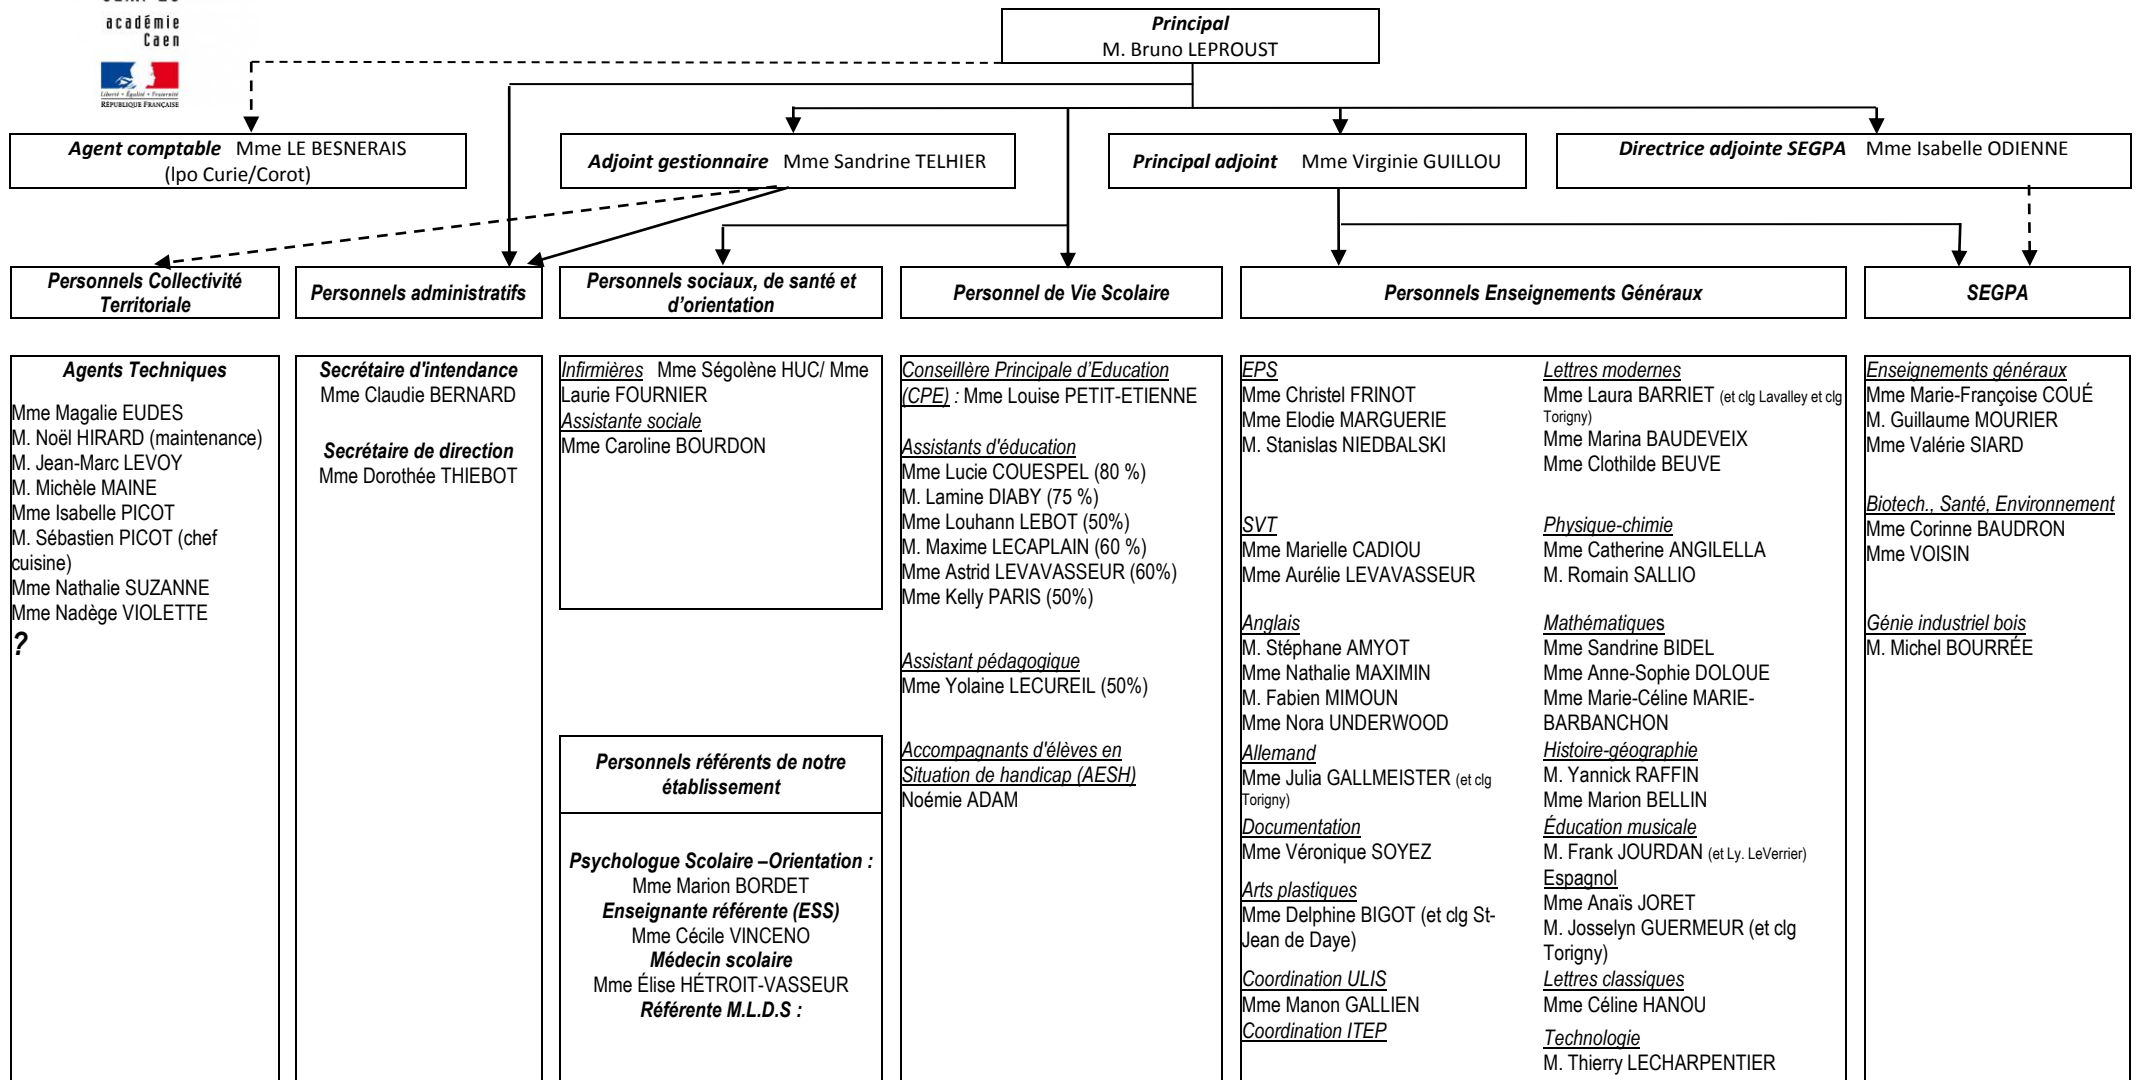 académie
Caen
Liberté • Égalité • Fraternité
RÉPUBLIQUE FRANÇAISE
Principal
M. Bruno LEPROUST
Agent comptable Mme LE BESNERAIS
(lpo Curie/Corot)
Adjoint gestionnaire Mme Sandrine TELHIER
Principal adjoint Mme Virginie GUILLOU
Directrice adjointe SEGPA Mme Isabelle ODIENNE
Personnels Collectivité
Territoriale
Personnels administratifs
Personnels sociaux, de santé et
d'orientation
Personnel de Vie Scolaire
Personnels Enseignements Généraux
SEGPA
Agents Techniques
Mme Magalie EUDES
M. Noël HIRARD (maintenance)
M. Jean-Marc LEVOY
M. Michèle MAINE
Mme Isabelle PICOT
M. Sébastien PICOT (chef
cuisine)
Mme Nathalie SUZANNE
Mme Nadège VIOLETTE
?
Secrétaire d'intendance
Mme Claudie BERNARD
Secrétaire de direction
Mme Dorothée THIEBOT
Infirmières Mme Ségolène HUC/ Mme
Laurie FOURNIER
Assistante sociale
Mme Caroline BOURDON
Personnels référents de notre
établissement
Psychologue Scolaire –Orientation :
Mme Marion BORDET
Enseignante référente (ESS)
Mme Cécile VINCENO
Médecin scolaire
Mme Élise HÉTROIT-VASSEUR
Référente M.L.D.S :
Conseillère Principale d'Education
(CPE) : Mme Louise PETIT-ETIENNE
Assistants d'éducation
Mme Lucie COUESPEL (80 %)
M. Lamine DIABY (75 %)
Mme Louhann LEBOT (50%)
M. Maxime LECAPLAIN (60 %)
Mme Astrid LEVAVASSEUR (60%)
Mme Kelly PARIS (50%)
Assistant pédagogique
Mme Yolaine LECUREIL (50%)
Accompagnants d'élèves en
Situation de handicap (AESH)
Noémie ADAM
EPS
Mme Christel FRINOT
Mme Elodie MARGUERIE
M. Stanislas NIEDBALSKI
SVT
Mme Marielle CADIOU
Mme Aurélie LEVAVASSEUR
Anglais
M. Stéphane AMYOT
Mme Nathalie MAXIMIN
M. Fabien MIMOUN
Mme Nora UNDERWOOD
Allemand
Mme Julia GALLMEISTER (et clg
Torigny)
Documentation
Mme Véronique SOYEZ
Arts plastiques
Mme Delphine BIGOT (et clg St-
Jean de Daye)
Coordination ULIS
Mme Manon GALLIEN
Coordination ITEP
Lettres modernes
Mme Laura BARRIET (et clg Lavalley et clg
Torigny)
Mme Marina BAUDEVEIX
Mme Clothilde BEUVE
Physique-chimie
Mme Catherine ANGILELLA
M. Romain SALLIO
Mathématiques
Mme Sandrine BIDEL
Mme Anne-Sophie DOLOUE
Mme Marie-Céline MARIE-
BARBANCHON
Histoire-géographie
M. Yannick RAFFIN
Mme Marion BELLIN
Éducation musicale
M. Frank JOURDAN (et Ly. LeVerrier)
Espagnol
Mme Anaïs JORET
M. Josselyn GUERMEUR (et clg
Torigny)
Lettres classiques
Mme Céline HANOU
Technologie
M. Thierry LECHARPENTIER
Enseignements généraux
Mme Marie-Françoise COUÉ
M. Guillaume MOURIER
Mme Valérie SIARD
Biotech., Santé, Environnement
Mme Corinne BAUDRON
Mme VOISIN
Génie industriel bois
M. Michel BOURRÉE